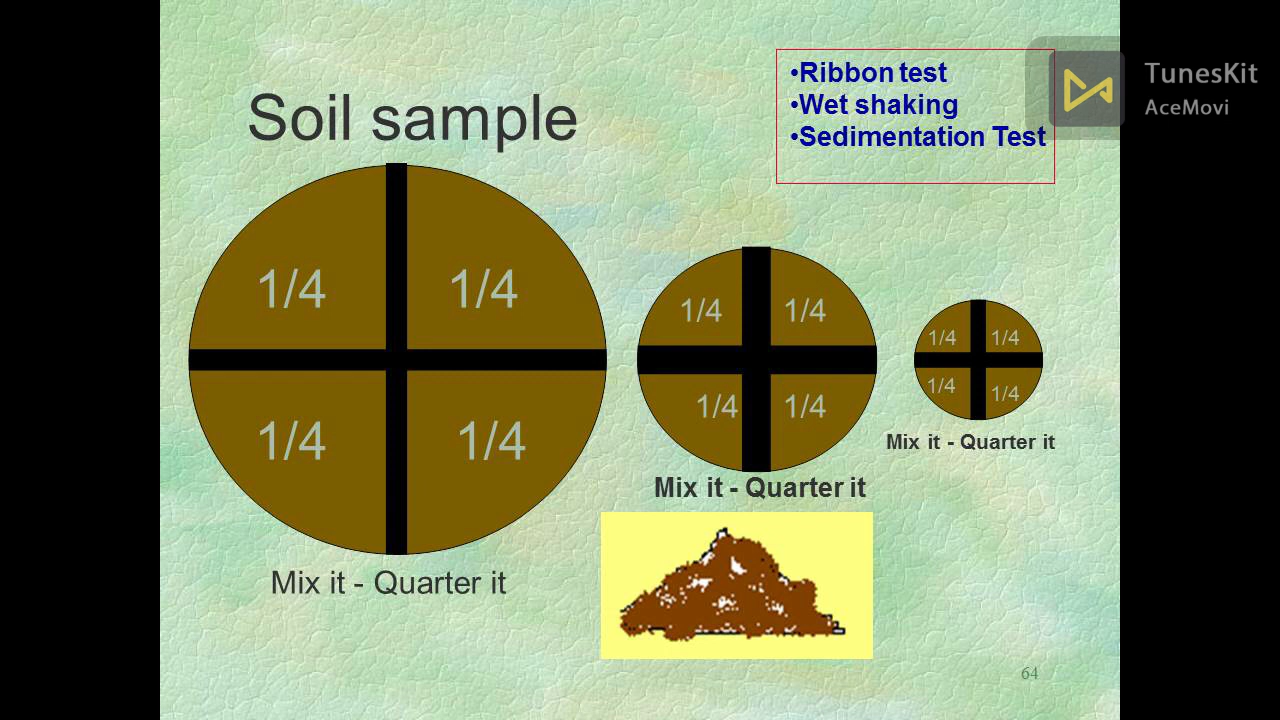 Soil sample
•Ribbon test
•Wet shaking
•Sedimentation Test
TunesKit
AceMovi
1/4 1/4
1/4 1/4
Mix it - Quarter it
1/4 1/4
1/4 1/4
Mix it - Quarter it
1/4 1/4
1/4 1/4
Mix it - Quarter it
64